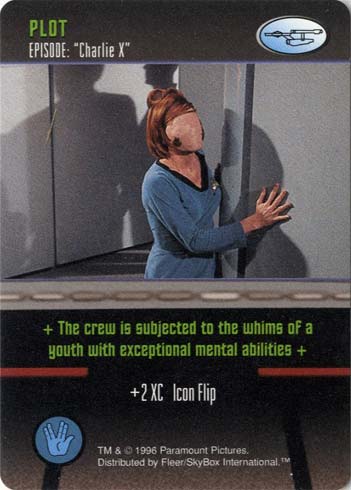 PLOT
EPISODE: "Charlie X"
+ The crew is subjected to the whims of a
youth with exceptional mental abilities +
+2 XC Icon Flip
TM & © 1996 Paramount Pictures.
Distributed by Fleer/SkyBox International.™